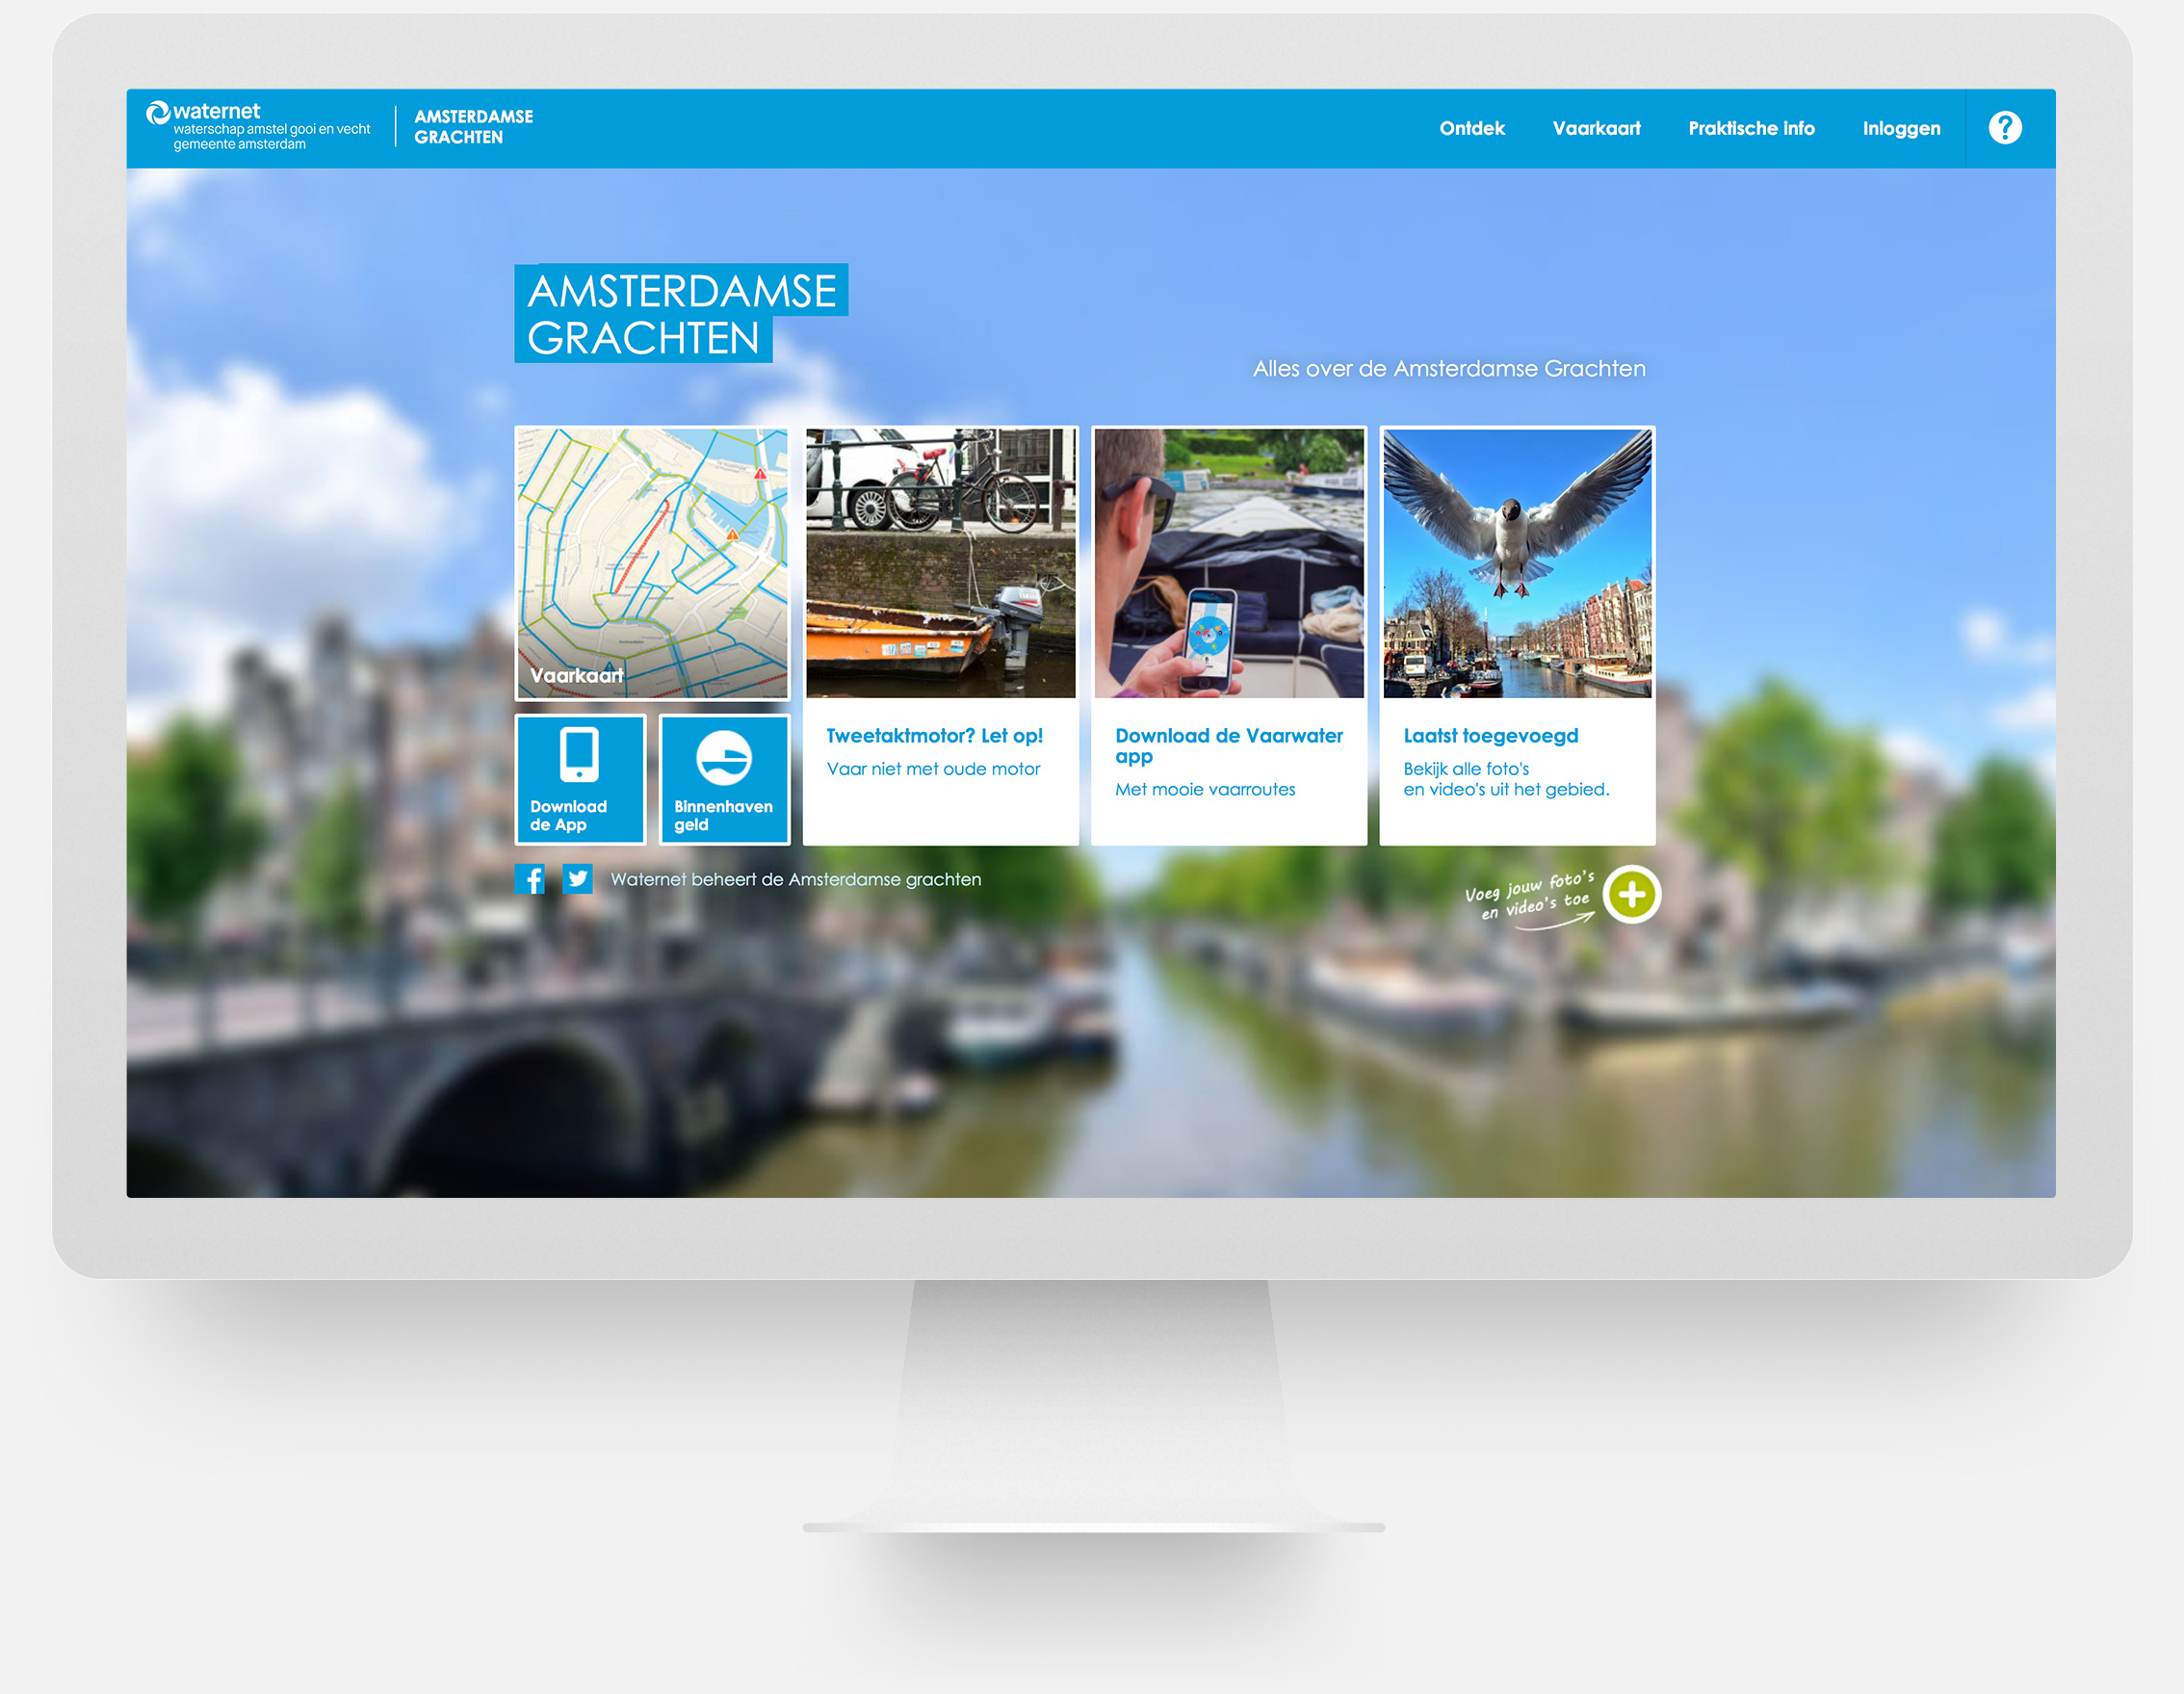 waternet
waterschap amstel gooi en vecht
gemeente amsterdam
AMSTERDAMSE
GRACHTEN
Ontdek
Vaarkaart
Praktische info
Inloggen
?
AMSTERDAMSE
GRACHTEN
Alles over de Amsterdamse Grachten
Vaarkaart
Download
de App
Binnenhaven
geld
Tweetaktmotor? Let op!
Vaar niet met oude motor
Download de Vaarwater
app
Met mooie vaarroutes
Laatst toegevoegd
Bekijk alle foto's
en video's uit het gebied.
Waternet beheert de Amsterdamse grachten
Voeg jouw foto's
en video's toe